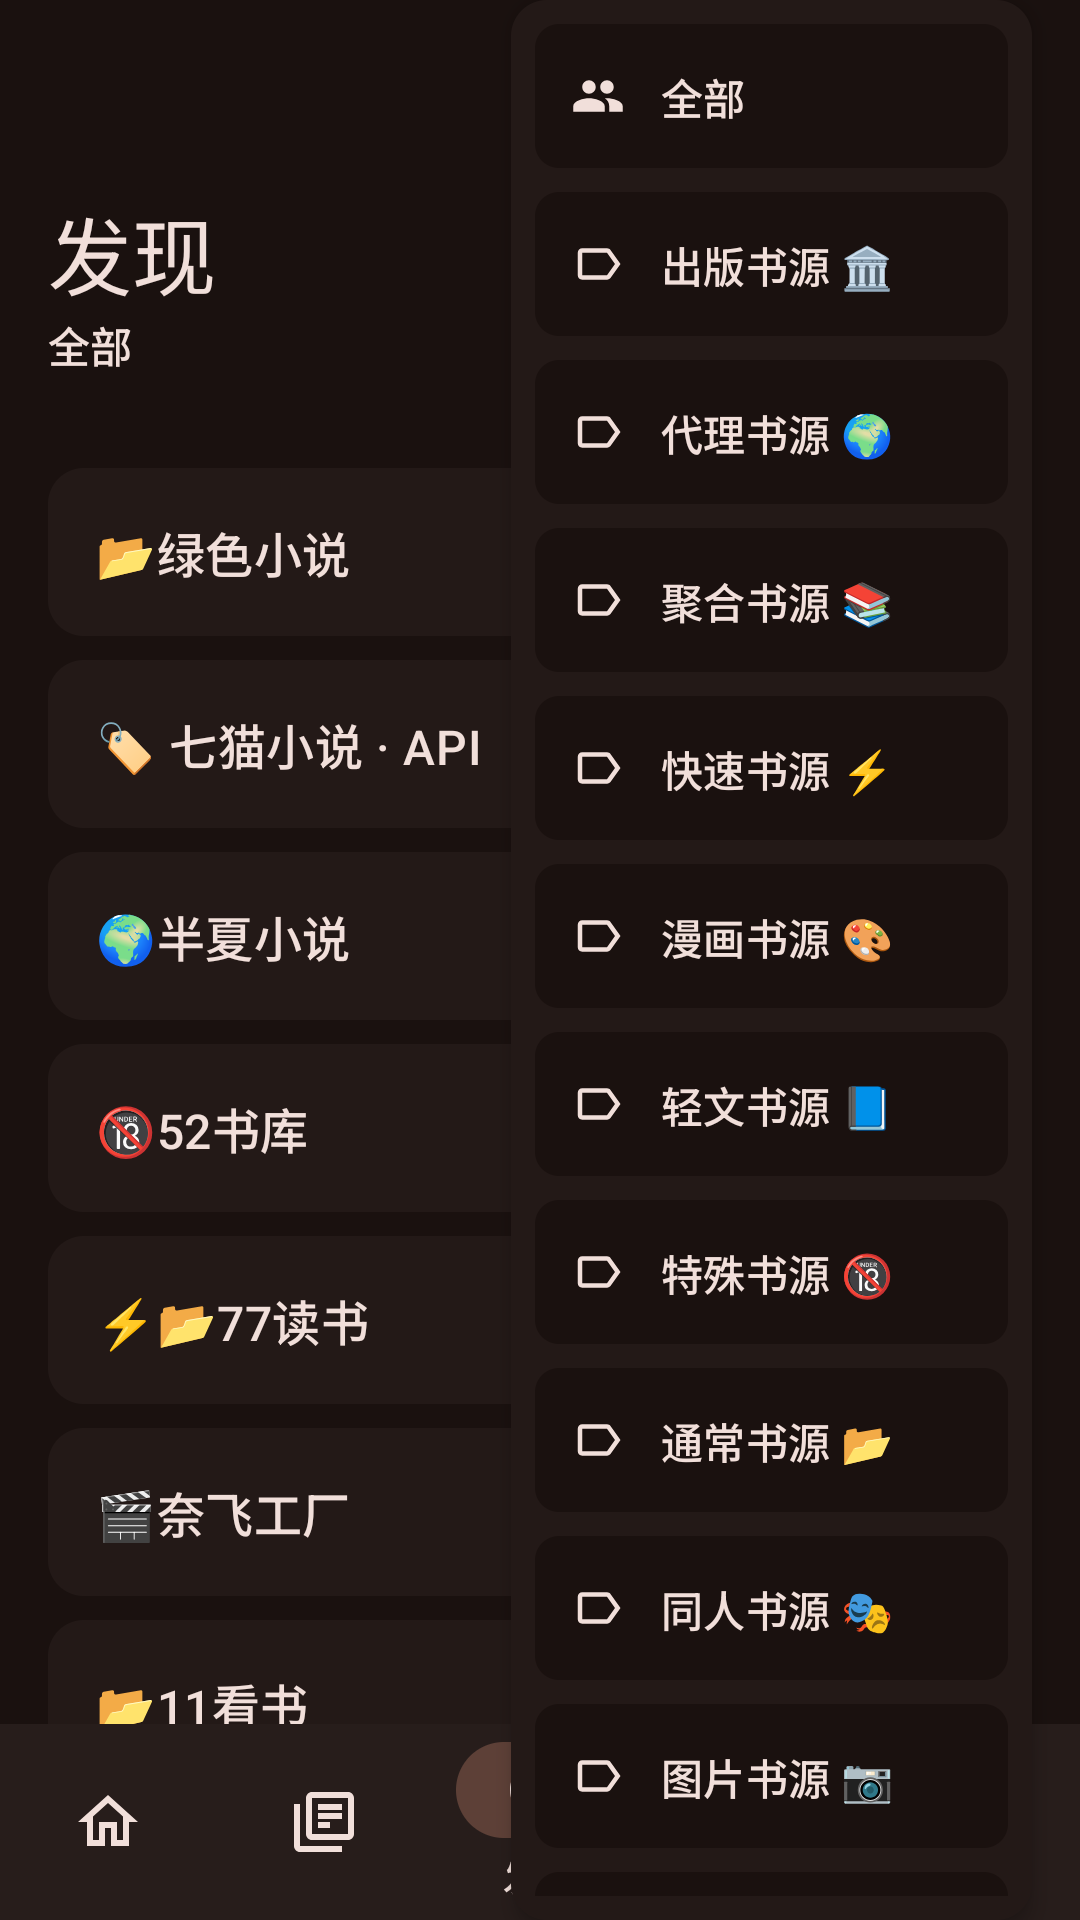 发现
全部
📂绿色小说
🏷️ 七猫小说 · API
🌍半夏小说
🔞52书库
⚡📂77读书
🎬奈飞工厂
📂11看书
全部
出版书源 🏛️
代理书源 🌍
聚合书源 📚
快速书源 ⚡
漫画书源 🎨
轻文书源 📘
特殊书源 🔞
通常书源 📂
同人书源 🎭
图片书源 📷